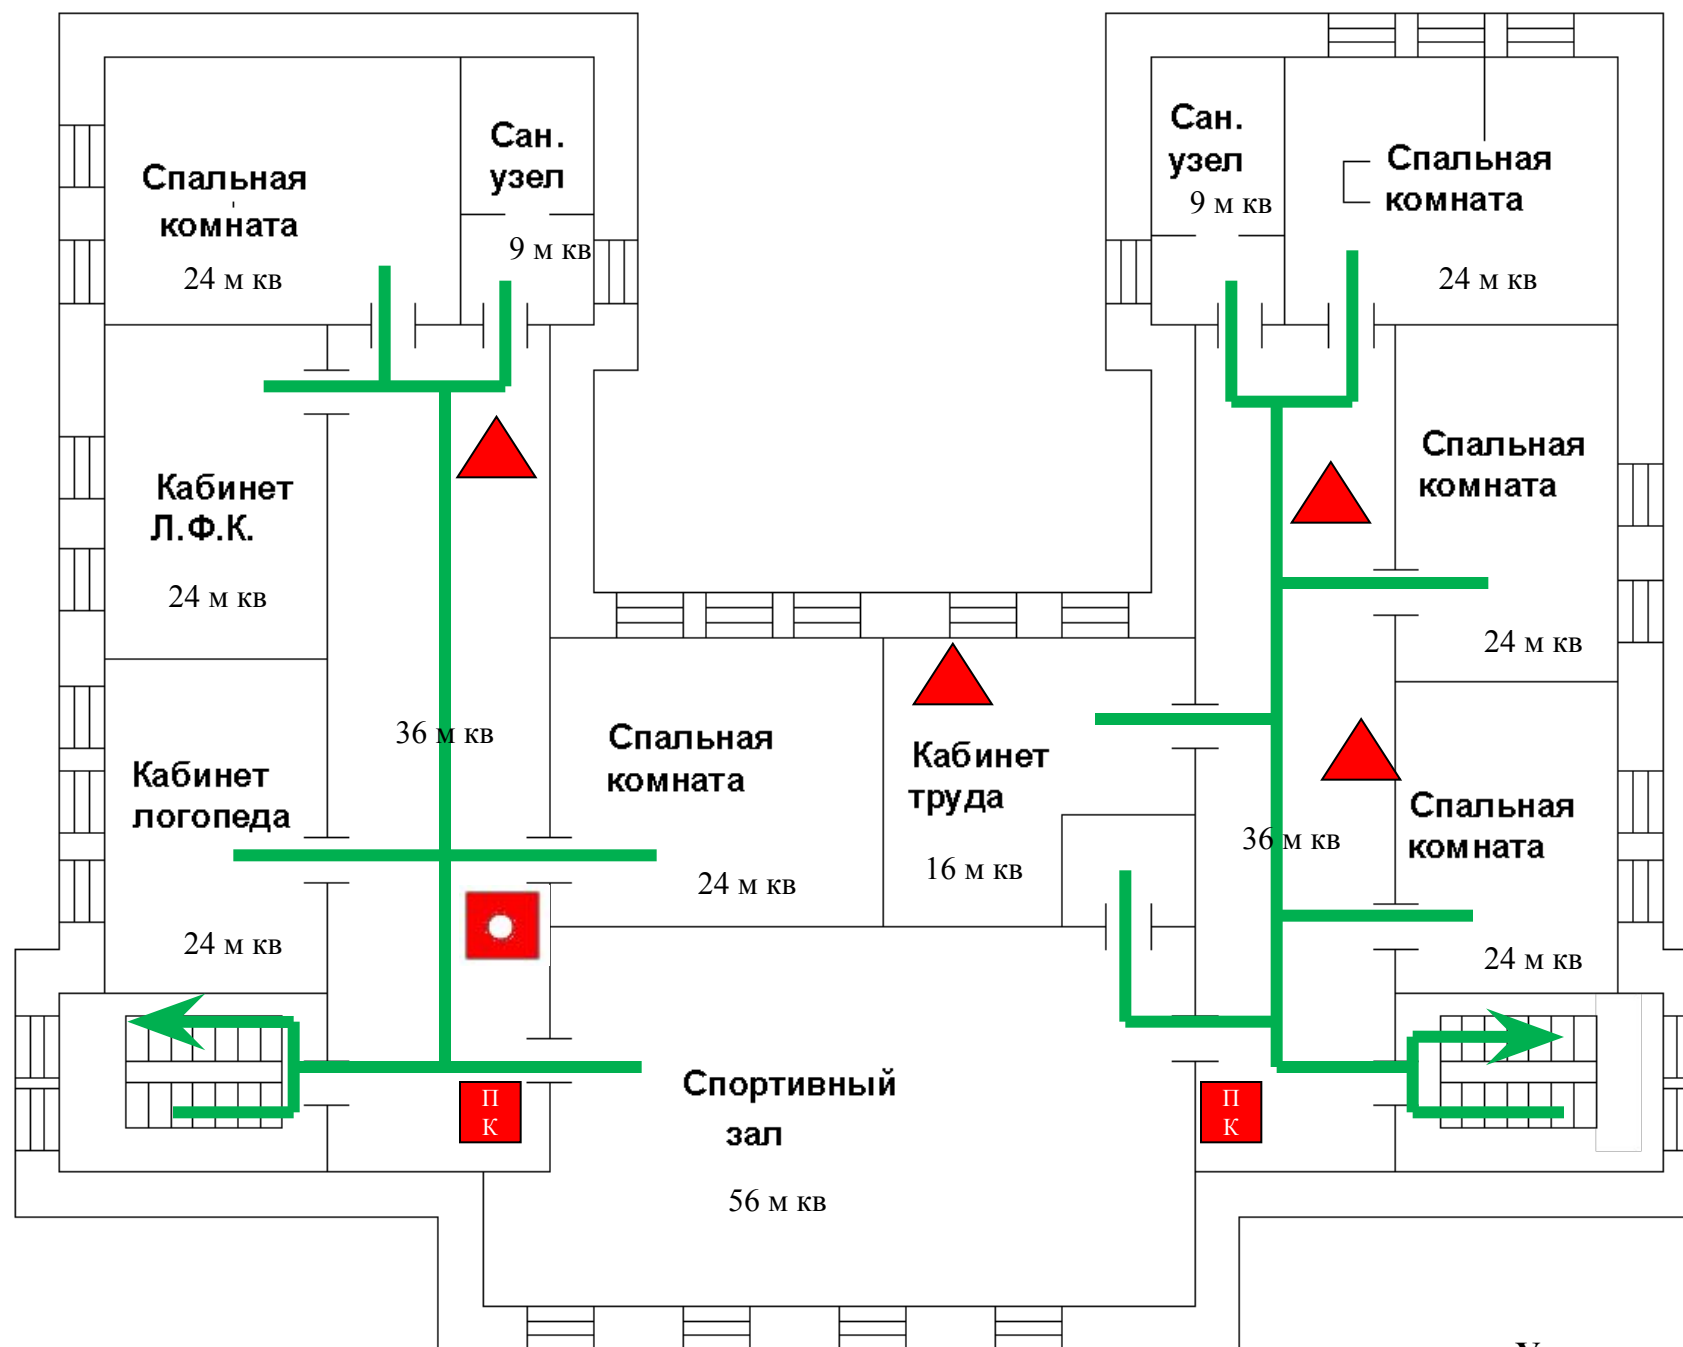 Спальная
комната
24 м кв
Сан.
узел
9 м кв
Сан.
узел
9 м кв
Спальная
комната
24 м кв
Кабинет
Л.Ф.К.
24 м кв
Спальная
комната
24 м кв
36 м кв
Кабинет
логопеда
24 м кв
Спальная
комната
24 м кв
Кабинет
труда
16 м кв
36 м кв
Спальная
комната
24 м кв
П
К
Спортивный
зал
56 м кв
П
К